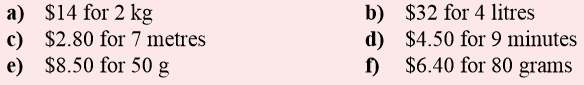 a) $14 for 2 kg b) $32 for 4 litres
c) $2.80 for 7 metres d) $4.50 for 9 minutes
e) $8.50 for 50 g f) $6.40 for 80 grams